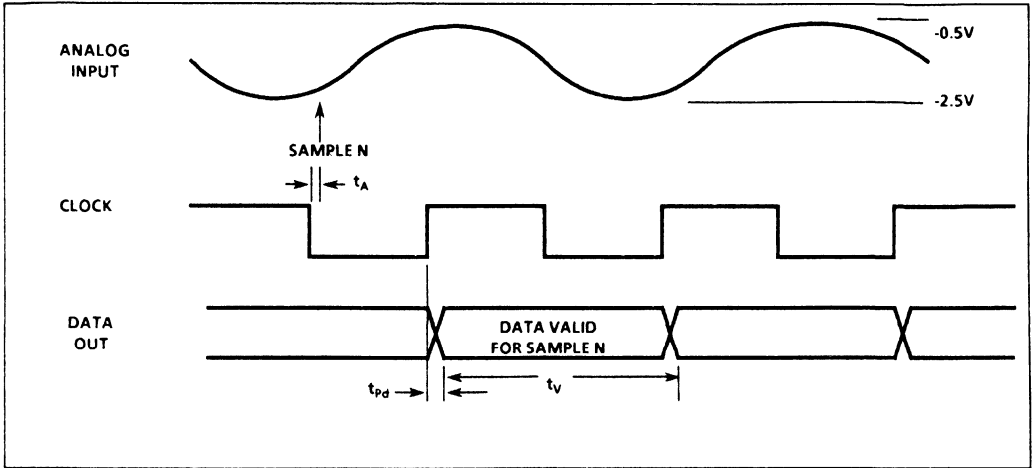 ANALOG
INPUT
-0.5V
-2.5V
SAMPLE N
tA
CLOCK
DATA
OUT
DATA VALID
FOR SAMPLE N
tPd
tV